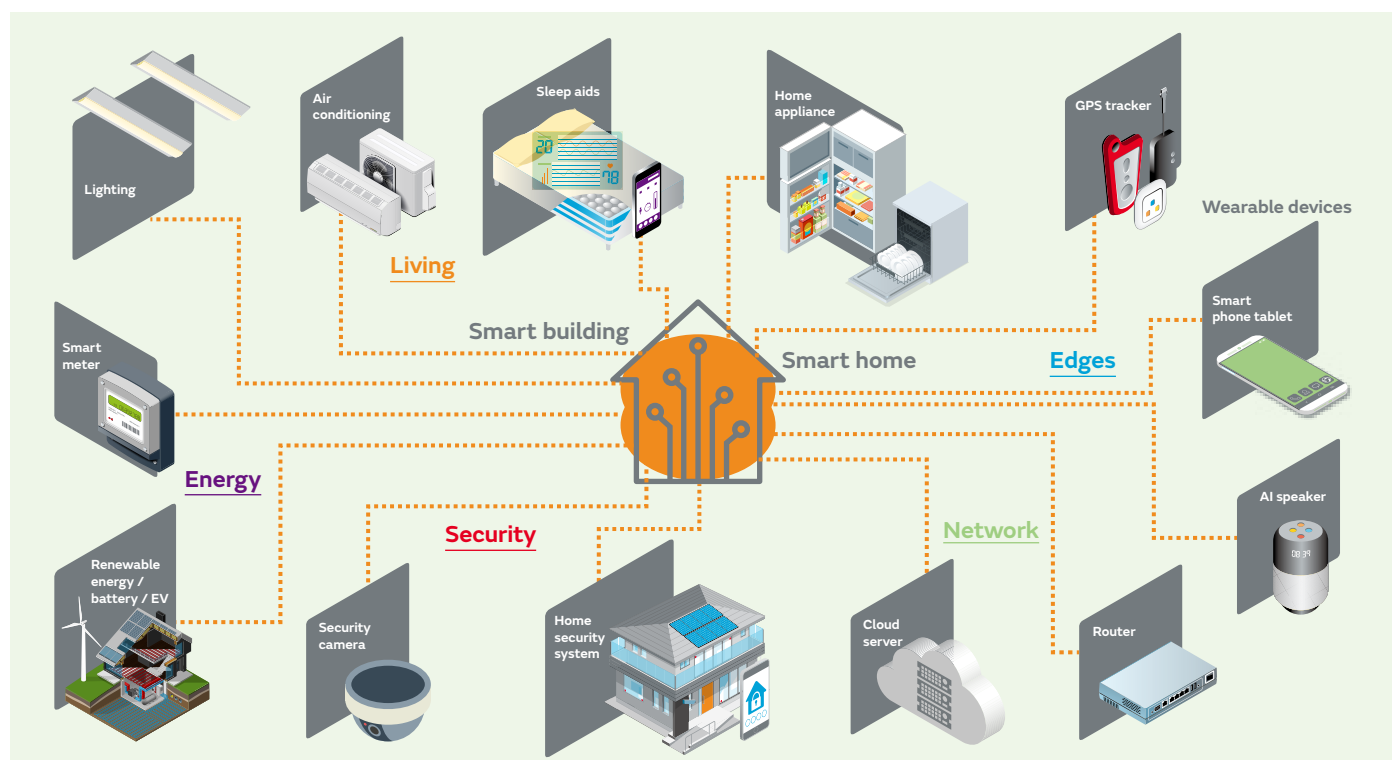 Lighting
Air
conditioning
Sleep aids
20
78
Home
appliance
GPS tracker
Wearable devices
Living
Smart building
Smart home
Edges
Smart
phone tablet
Smart
meter
Energy
Security
Network
AI speaker
08:39
Renewable
energy /
battery / EV
Security
camera
Home
security
system
Cloud
server
Router